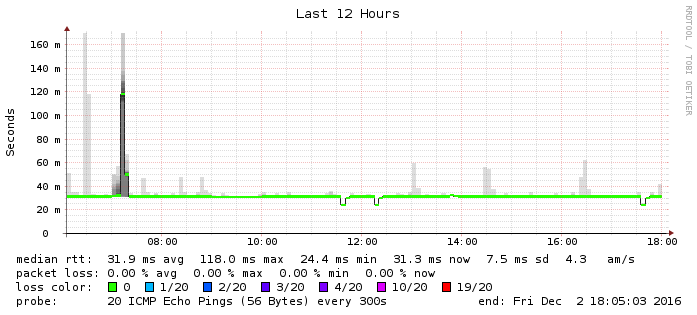 Last 12 Hours
RRDTOOL / TOBI OETIKER
Seconds
160 m
140 m
120 m
100 m
80 m
60 m
40 m
20 m
0
08:00 10:00 12:00 14:00 16:00 18:00
median rtt: 31.9 ms avg 118.0 ms max 24.4 ms min 31.3 ms now 7.5 ms sd 4.3 am/s
packet loss: 0.00 % avg 0.00 % max 0.00 % min 0.00 % now
loss color: 0 1/20 2/20 3/20 4/20 10/20 19/20
probe: 20 ICMP Echo Pings (56 Bytes) every 300s end: Fri Dec 2 18:05:03 2016